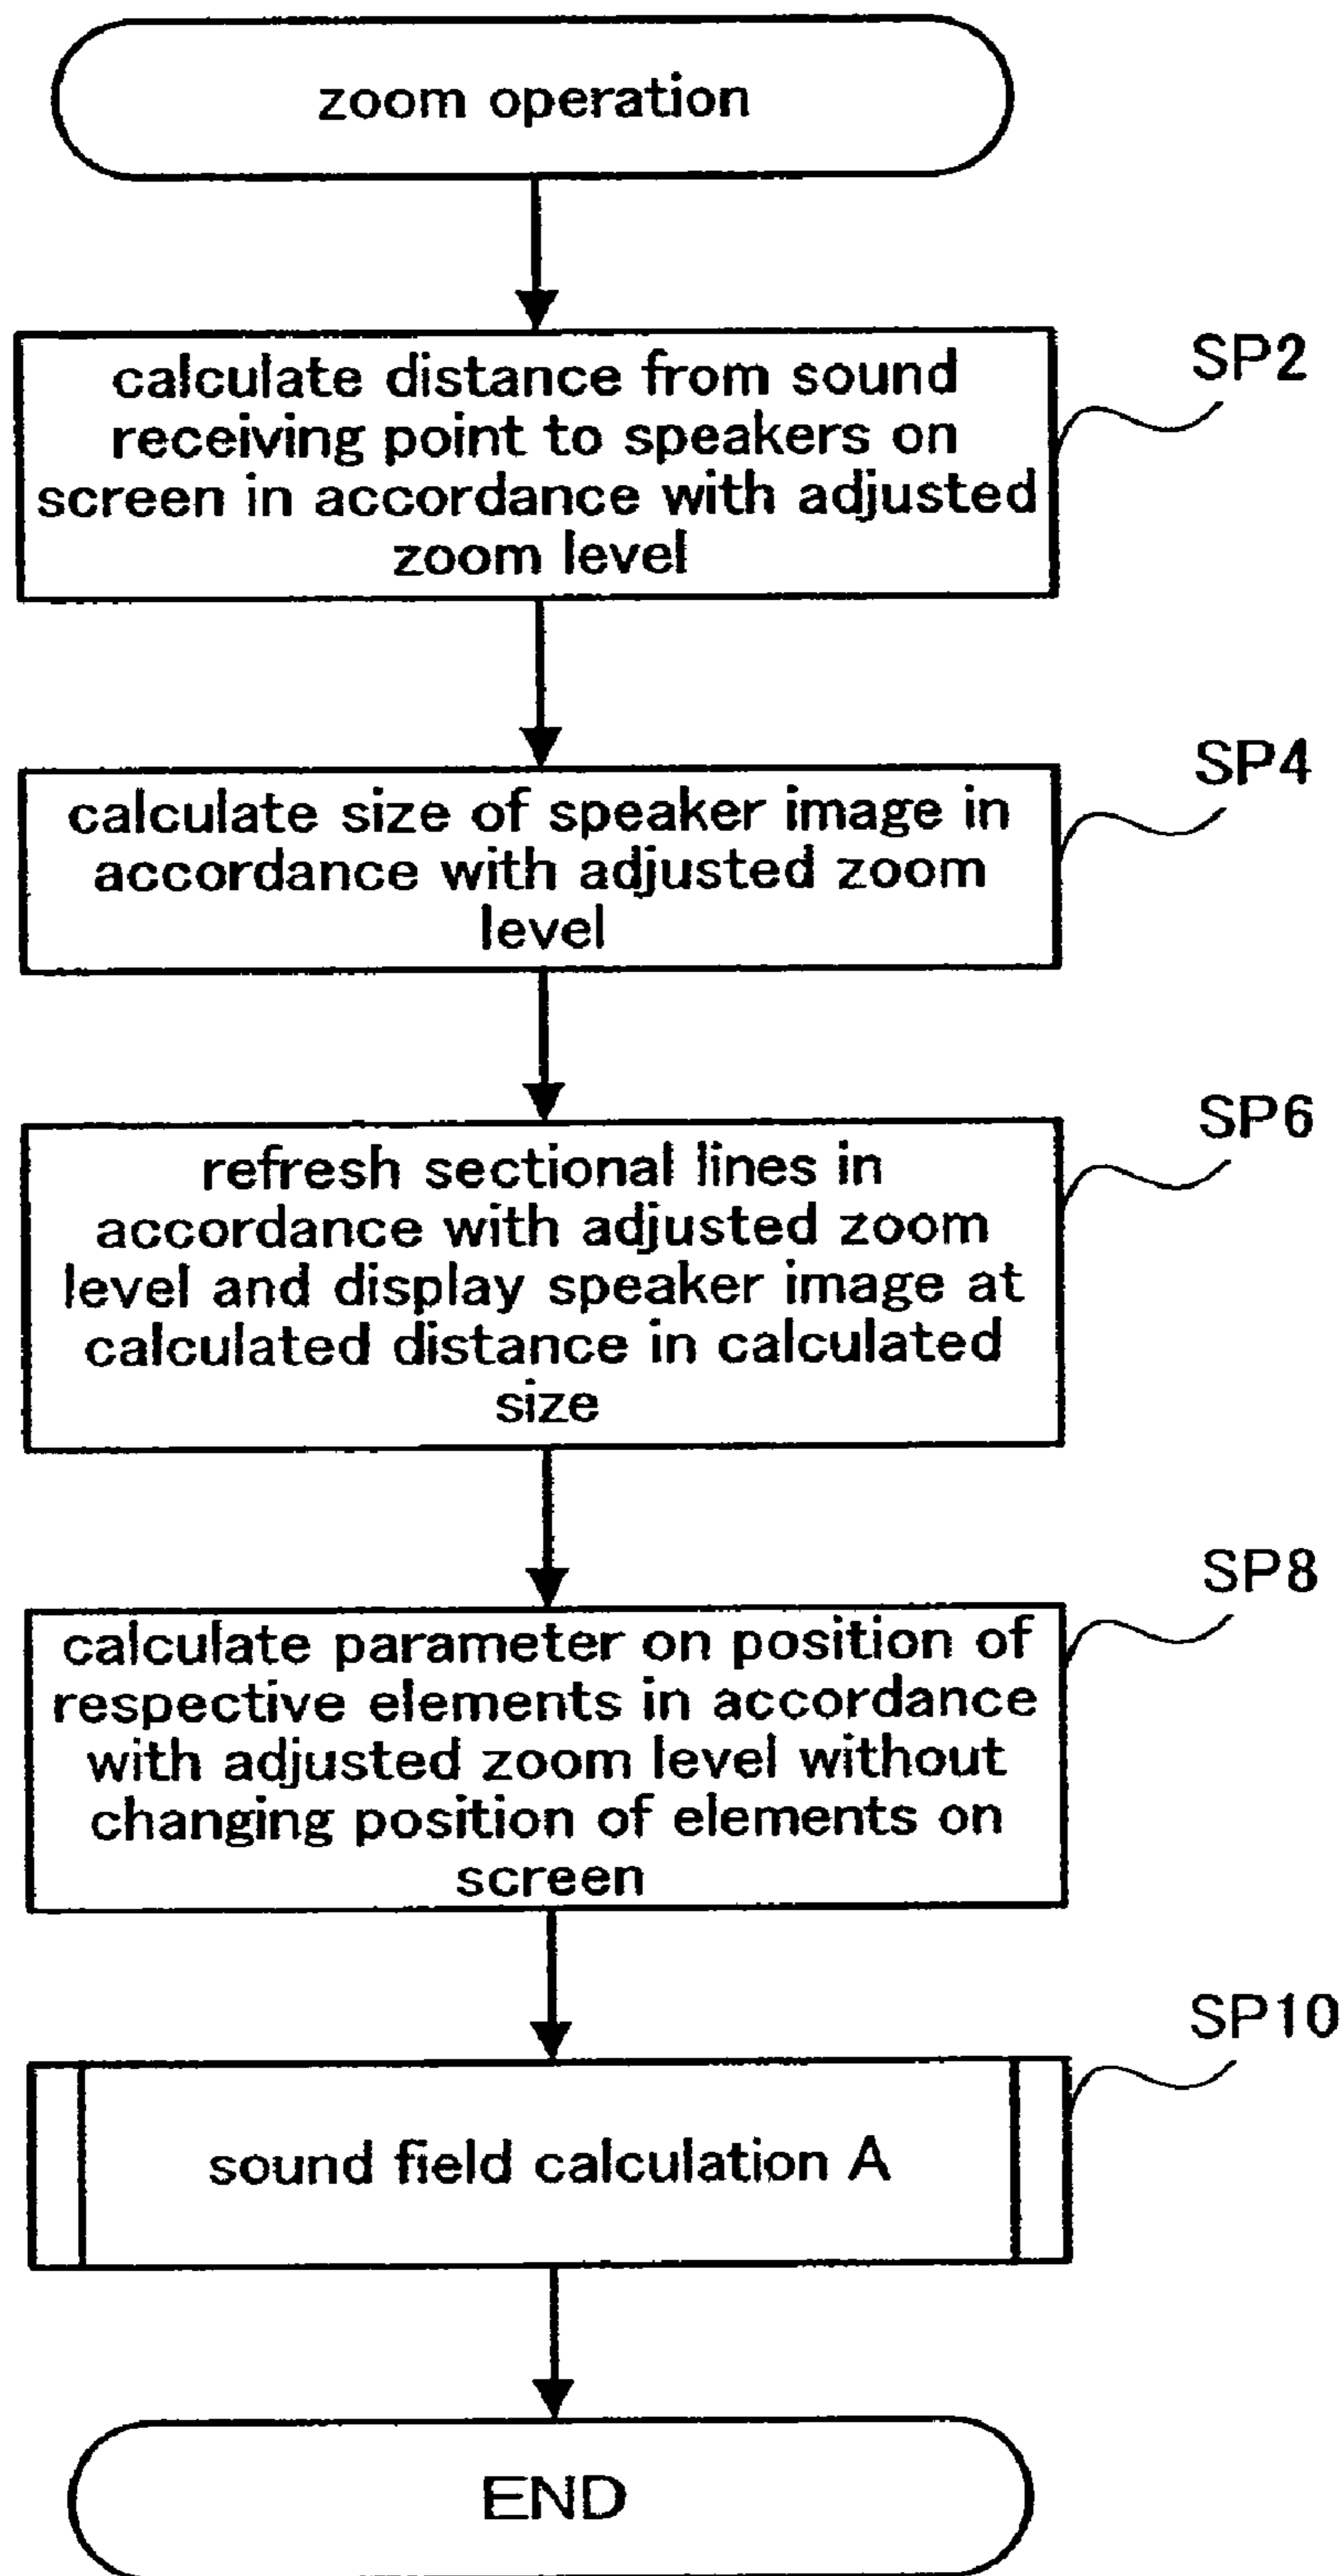 zoom operation
calculate distance from sound
receiving point to speakers on
screen in accordance with adjusted
zoom level
SP2
calculate size of speaker image in
accordance with adjusted zoom
level
SP4
refresh sectional lines in
accordance with adjusted zoom
level and display speaker image at
calculated distance in calculated
size
SP6
calculate parameter on position of
respective elements in accordance
with adjusted zoom level without
changing position of elements on
screen
SP8
sound field calculation A
SP10
END